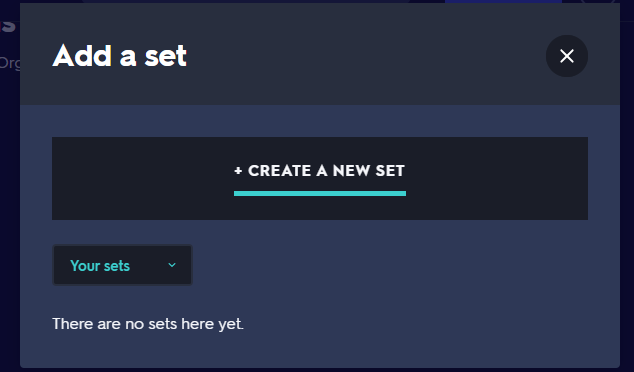 Add a set
+ CREATE A NEW SET
Your sets
There are no sets here yet.